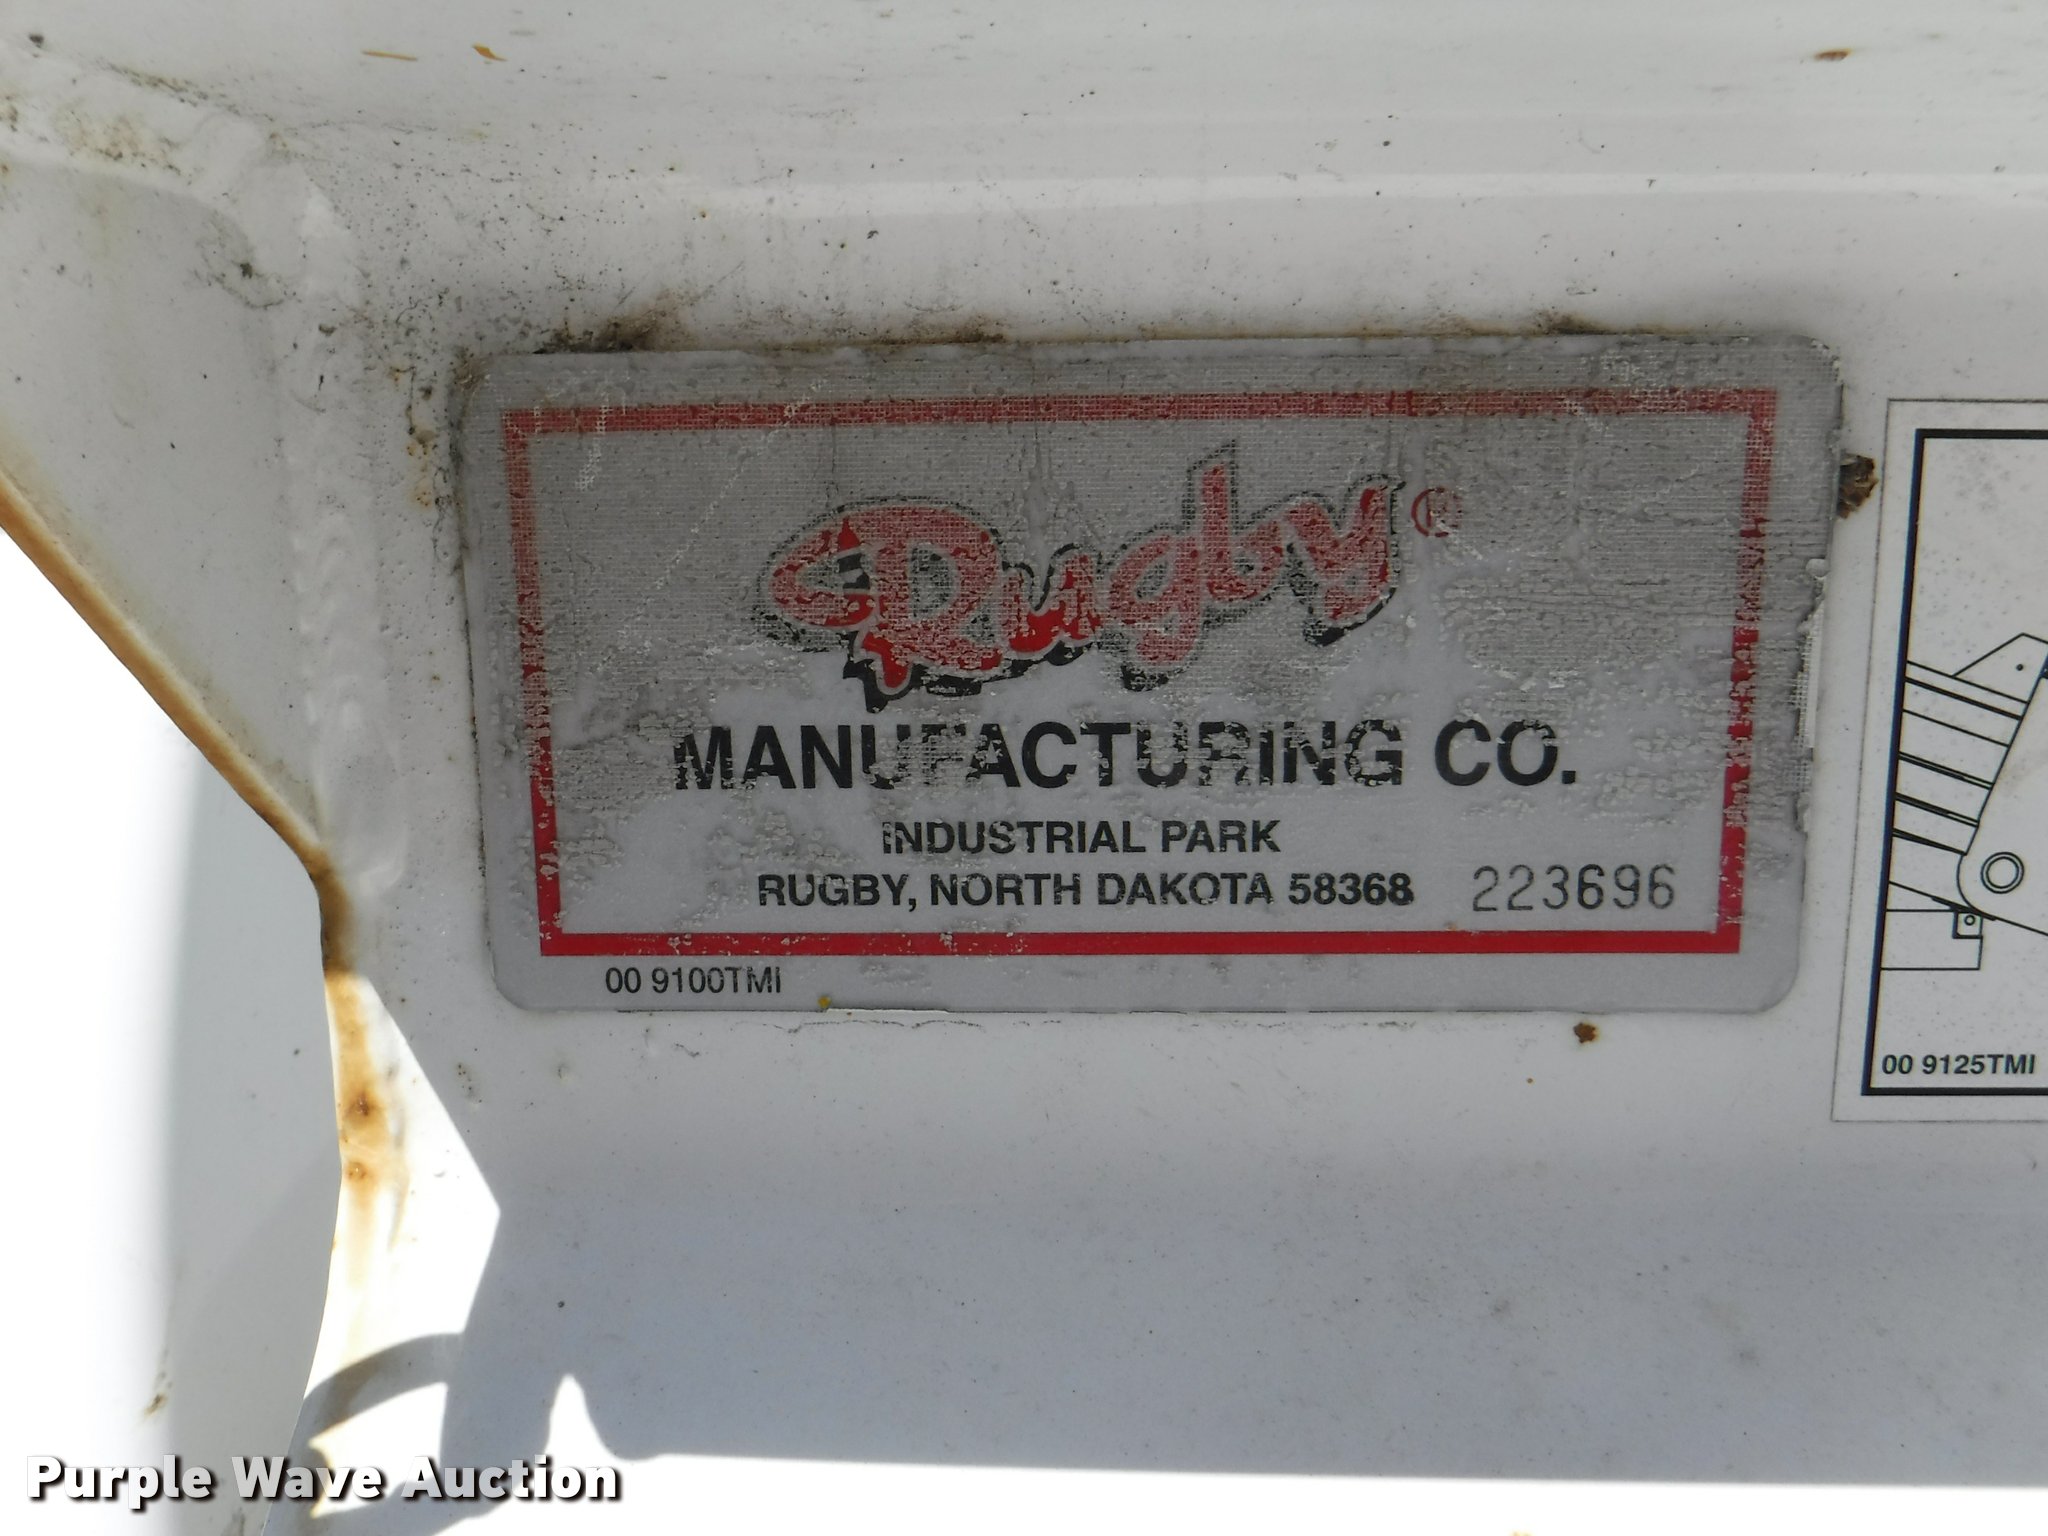 Rugby®
MANUFACTURING CO.
INDUSTRIAL PARK
RUGBY, NORTH DAKOTA 58368 223696
00 9100TMI
00 9125TMI
Purple Wave Auction